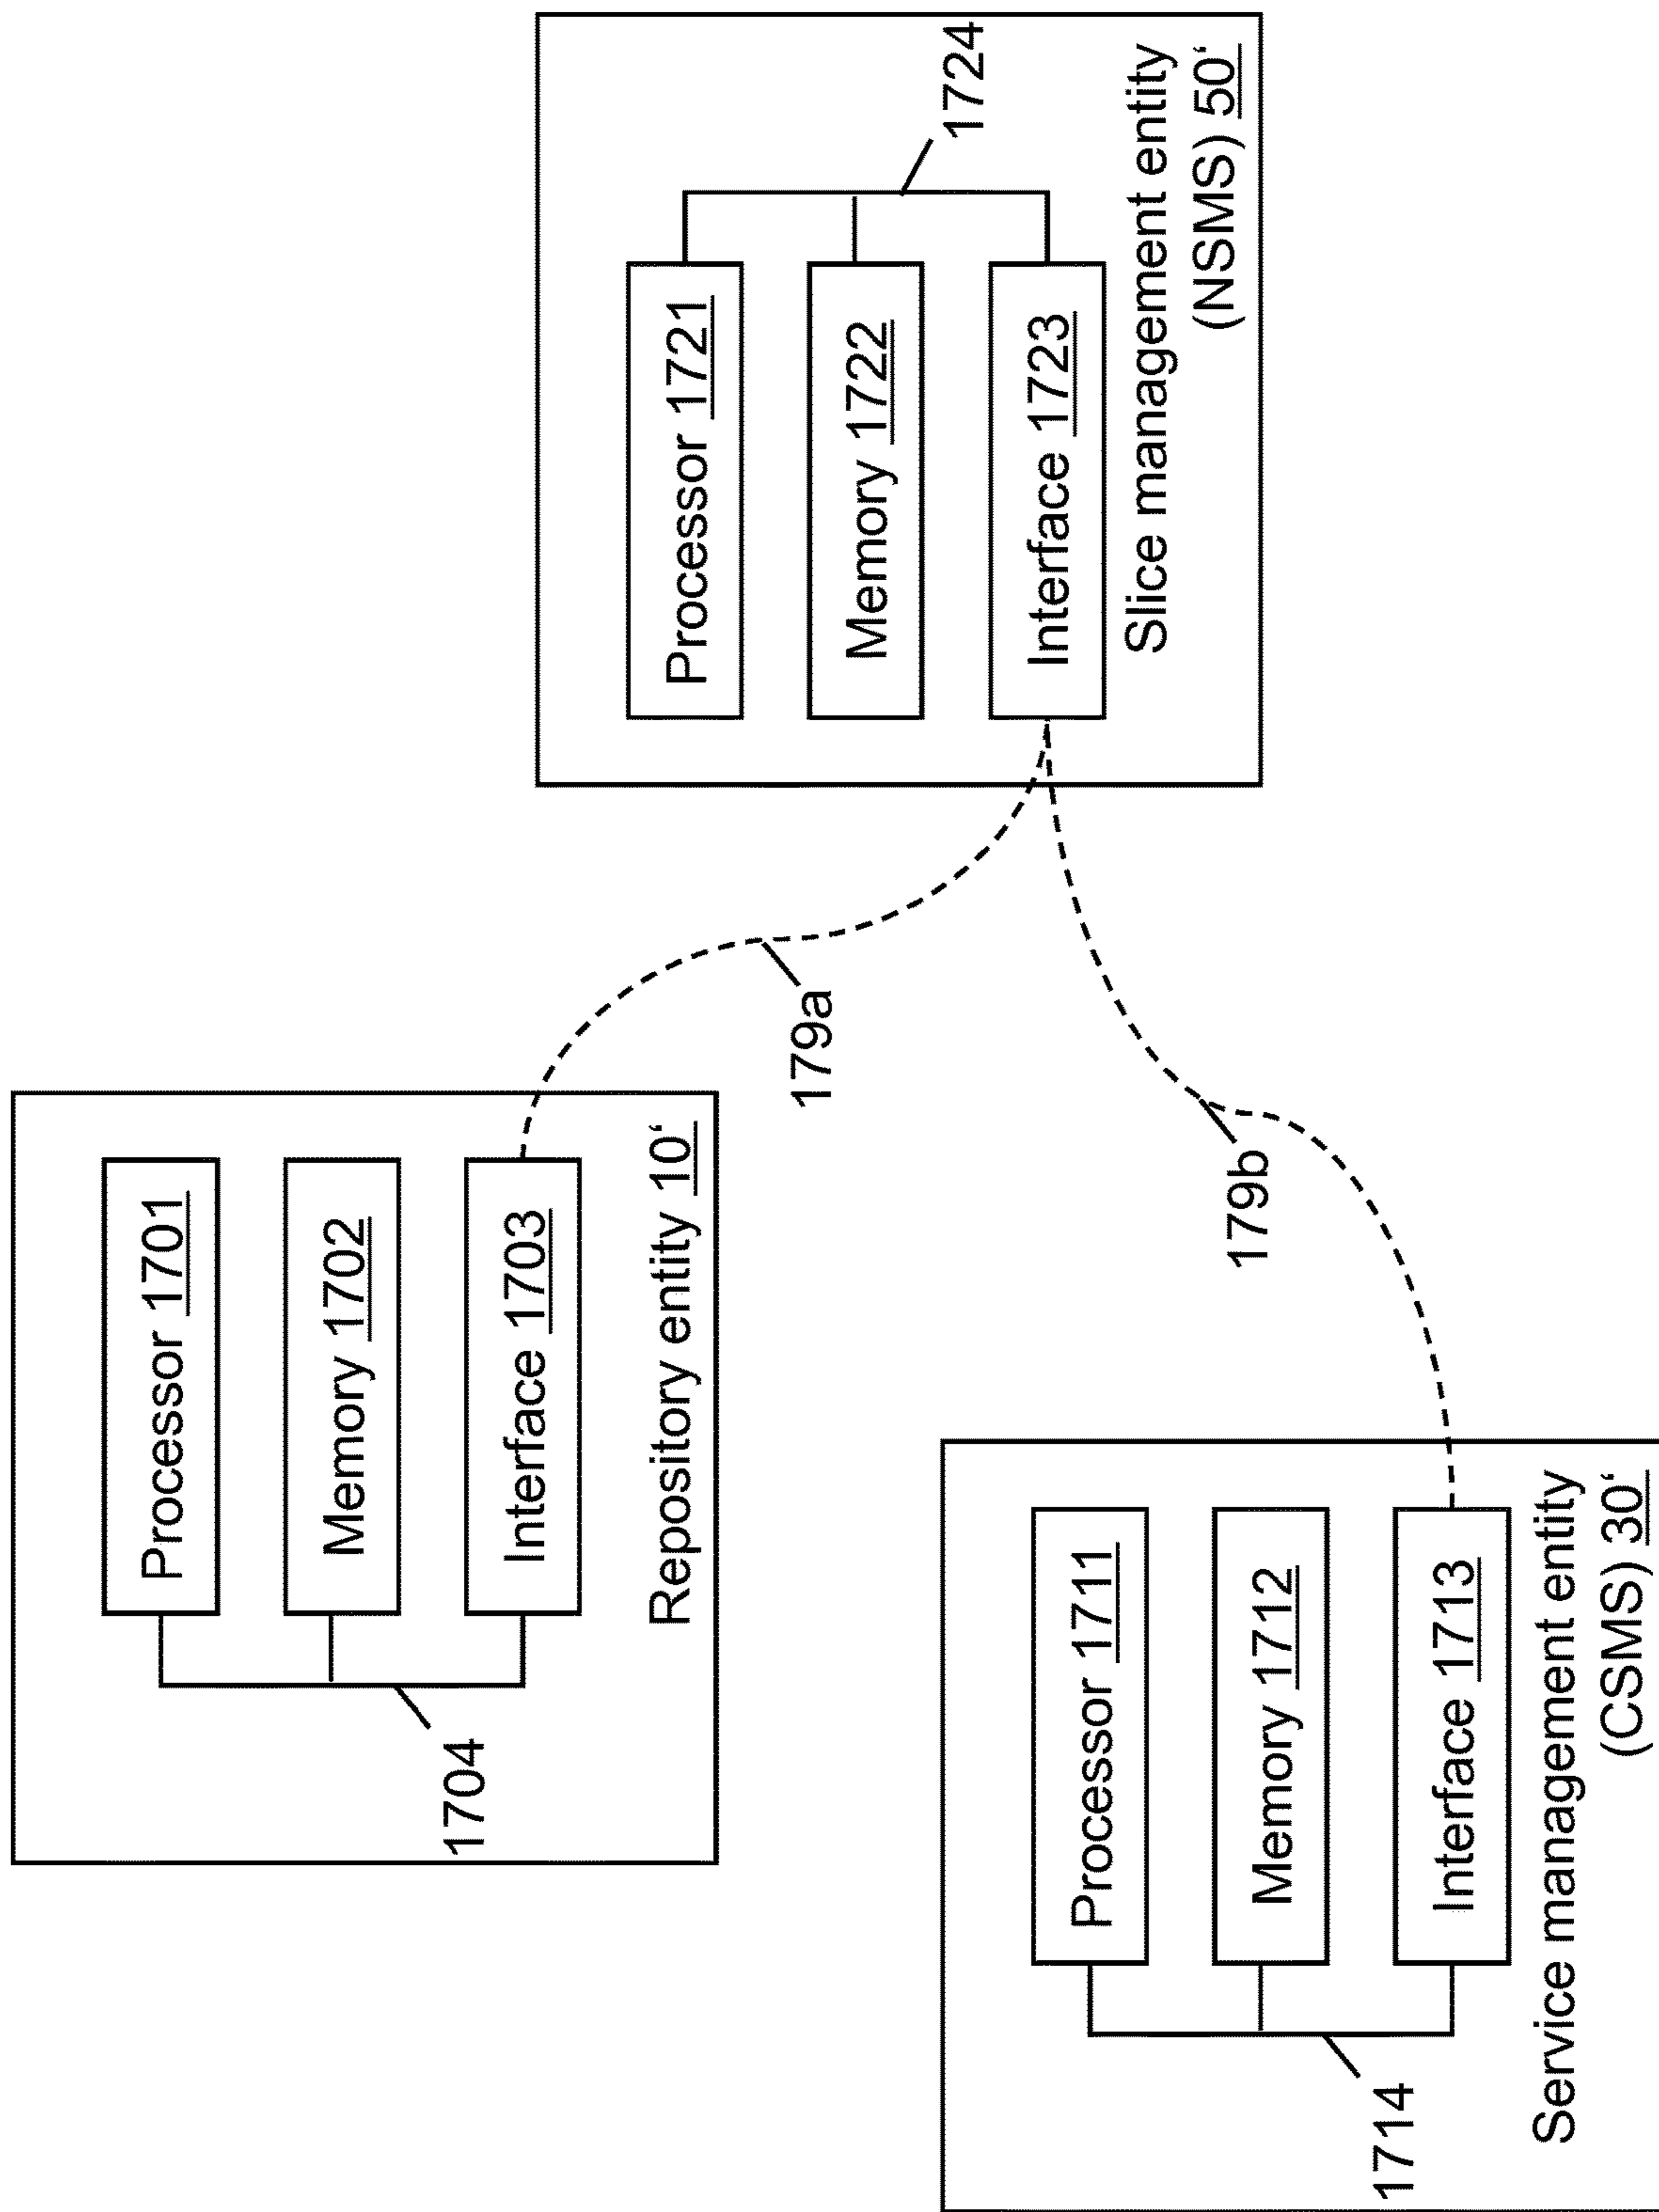 Processor 1701
Memory 1702
Interface 1703
1704
Repository entity 10‘
179a
Processor 1711
Memory 1712
Interface 1713
1714
Service management entity
(CSMS) 30‘
179b
Processor 1721
Memory 1722
Interface 1723
1724
Slice management entity
(NSMS) 50‘